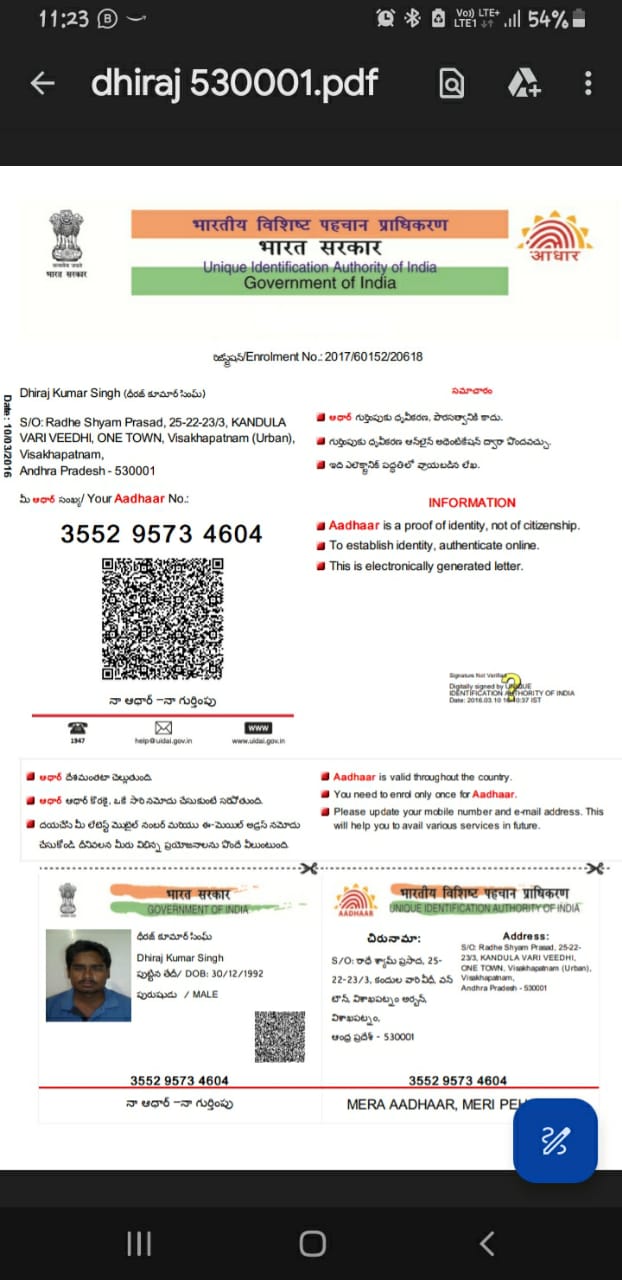 11:23
Vo)) LTE+
LTE1
54%
dhiraj 530001.pdf
भारतीय विशिष्ट पहचान प्राधिकरण
भारत सरकार
Unique Identification Authority of India
Government of India
भारत सरकार
आधार
Enrolment No.: 2017/60152/20618
Date: 10/03/2016
Dhiraj Kumar Singh (ధీరజ్ కూమార్ సింఘ్)
S/O: Radhe Shyam Prasad, 25-22-23/3, KANDULA
VARI VEEDHI, ONE TOWN, Visakhapatnam (Urban),
Visakhapatnam,
Andhra Pradesh - 530001
మీ ఆధార్ సంఖ్య/ Your Aadhaar No.:
3552 9573 4604
నా ఆధార్ –నా గుర్తింపు
1947
help@uidai.gov.in
www
www.uidai.gov.in
సమాచారం
ఆధార్ గుర్తింపుకు ధృవీకరణ, పౌరసత్వానికి కాదు.
గుర్తింపుకు ధృవీకరణ ఆన్‌లైన్ అథెంటికేషన్ ద్వారా పొందవచ్చు.
ఇది ఎలక్ట్రానిక్ పద్ధతిలో వ్రాయబడిన లేఖ.
INFORMATION
Aadhaar is a proof of identity, not of citizenship.
To establish identity, authenticate online.
This is electronically generated letter.
Signature Not Verified
?
Digitally signed by UNIQUE
IDENTIFICATION AUTHORITY OF INDIA
Date: 2016.03.10 IST
ఆధార్ దేశమంతటా చెల్లుతుంది.
ఆధార్ ఆధార్ కొరకై, ఒకే సారి నమోదు చేసుకుంటే సరిపోతుంది.
దయచేసి మీ లేటెస్ట్ మొబైల్ నంబర్ మరియు ఈ-మెయిల్ అడ్రస్ నమోదు
చేసుకోండి దీనివలన మీరు విభిన్న ప్రయోజనాలను పొందే వీలుంటుంది.
Aadhaar is valid throughout the country.
You need to enrol only once for Aadhaar.
Please update your mobile number and e-mail address. This
will help you to avail various services in future.
भारत सरकार
GOVERNMENT OF INDIA
ధీరజ్ కూమార్ సింఘ్
Dhiraj Kumar Singh
పుట్టిన తేదీ/ DOB: 30/12/1992
పురుషుడు / MALE
3552 9573 4604
నా ఆధార్ –నా గుర్తింపు
AADHAAR
भारतीय विशिष्ट पहचान प्राधिकरण
UNIQUE IDENTIFICATION AUTHORITY OF INDIA
చిరునామా:
S/O: రాధే శ్యామ్ ప్రసాద, 25-
22-23/3, కందుల వారి వీధి, వన్
టౌన్, విశాఖపట్నం అర్బన్,
విశాఖపట్నం,
ఆంధ్ర ప్రదేశ్ - 530001
Address:
S/O: Radhe Shyam Prasad, 25-22-
23/3, KANDULA VARI VEEDHI,
ONE TOWN, Visakhapatnam (Urban),
Visakhapatnam,
Andhra Pradesh - 530001
3552 9573 4604
MERA AADHAAR, MERI